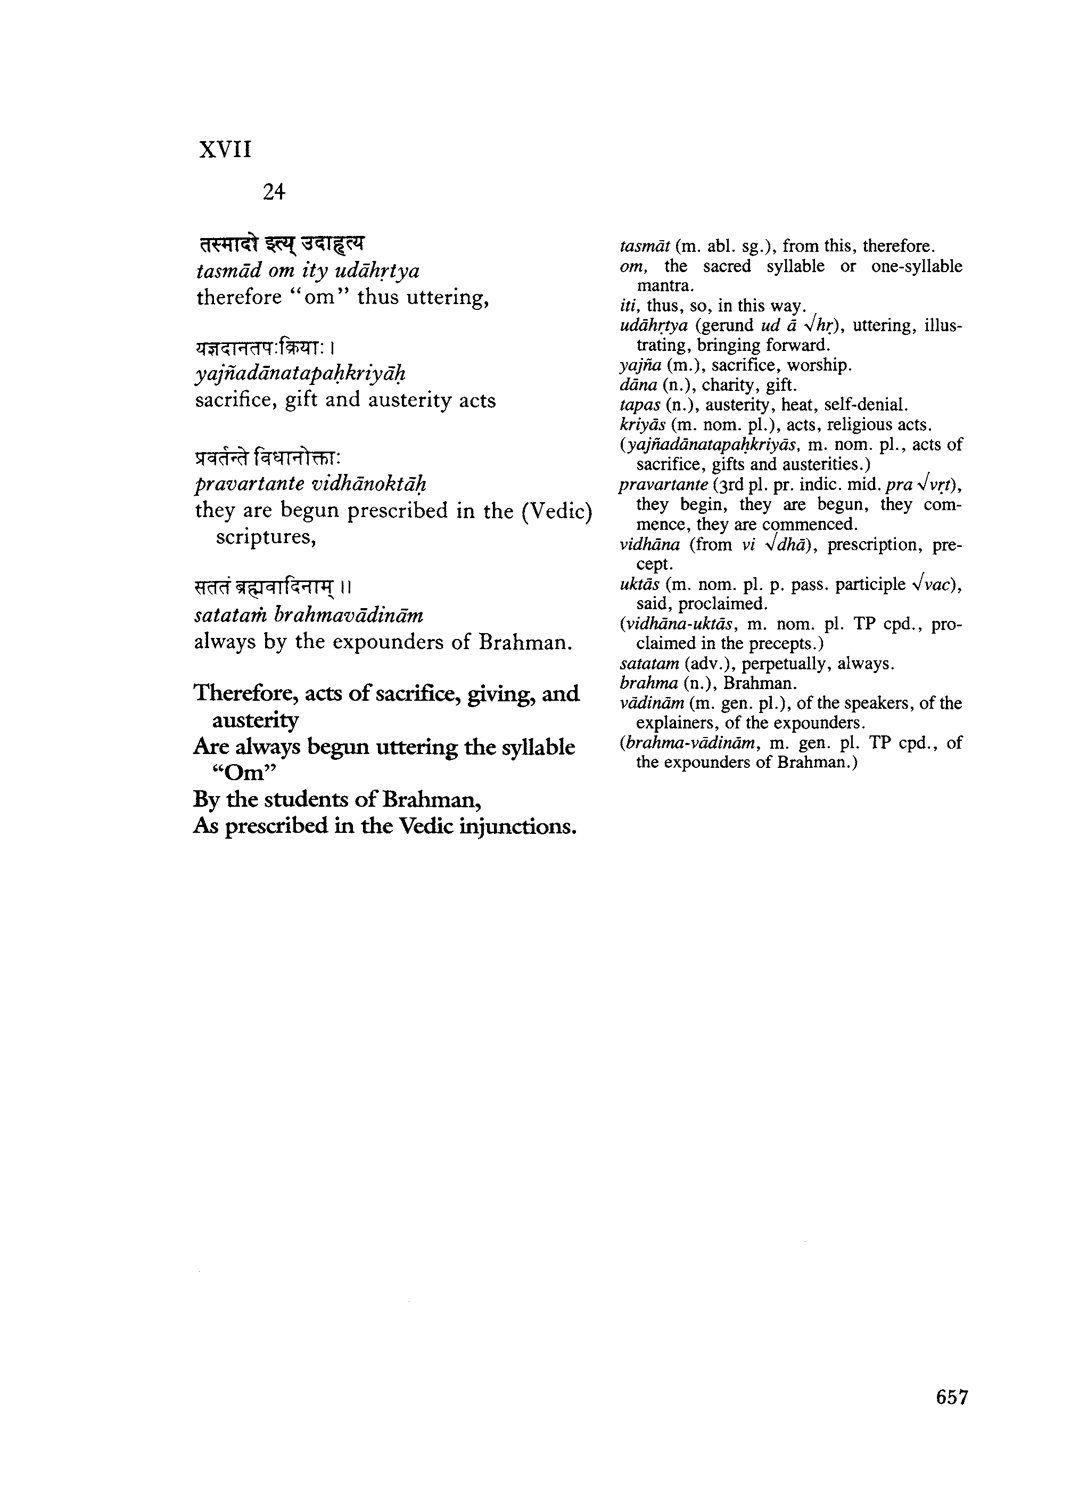 XVII
24
तस्मादों इत्य् उदाहृत्य
tasmād om ity udāhṛtya
therefore “om” thus uttering,
यज्ञदानतपःक्रियाः ।
yajñadānatapaḥkriyāḥ
sacrifice, gift and austerity acts
प्रवर्तन्ते विधानोक्ताः
pravartante vidhānoktāḥ
they are begun prescribed in the (Vedic)
scriptures,
सततं ब्रह्मवादिनाम् ।।
satataṁ brahmavādinām
always by the expounders of Brahman.
Therefore, acts of sacrifice, giving, and
austerity
Are always begun uttering the syllable
“Om”
By the students of Brahman,
As prescribed in the Vedic injunctions.
tasmāt (m. abl. sg.), from this, therefore.
om, the sacred syllable or one-syllable
mantra.
iti, thus, so, in this way.
udāhṛtya (gerund ud ā √hṛ), uttering, illus-
trating, bringing forward.
yajña (m.), sacrifice, worship.
dāna (n.), charity, gift.
tapas (n.), austerity, heat, self-denial.
kriyās (m. nom. pl.), acts, religious acts.
(yajñadānatapaḥkriyās, m. nom. pl., acts of
sacrifice, gifts and austerities.)
pravartante (3rd pl. pr. indic. mid. pra √vṛt),
they begin, they are begun, they com-
mence, they are commenced.
vidhāna (from vi √dhā), prescription, pre-
cept.
uktās (m. nom. pl. p. pass. participle √vac),
said, proclaimed.
(vidhāna-uktās, m. nom. pl. TP cpd., pro-
claimed in the precepts.)
satatam (adv.), perpetually, always.
brahma (n.), Brahman.
vādinām (m. gen. pl.), of the speakers, of the
explainers, of the expounders.
(brahma-vādinām, m. gen. pl. TP cpd., of
the expounders of Brahman.)
657